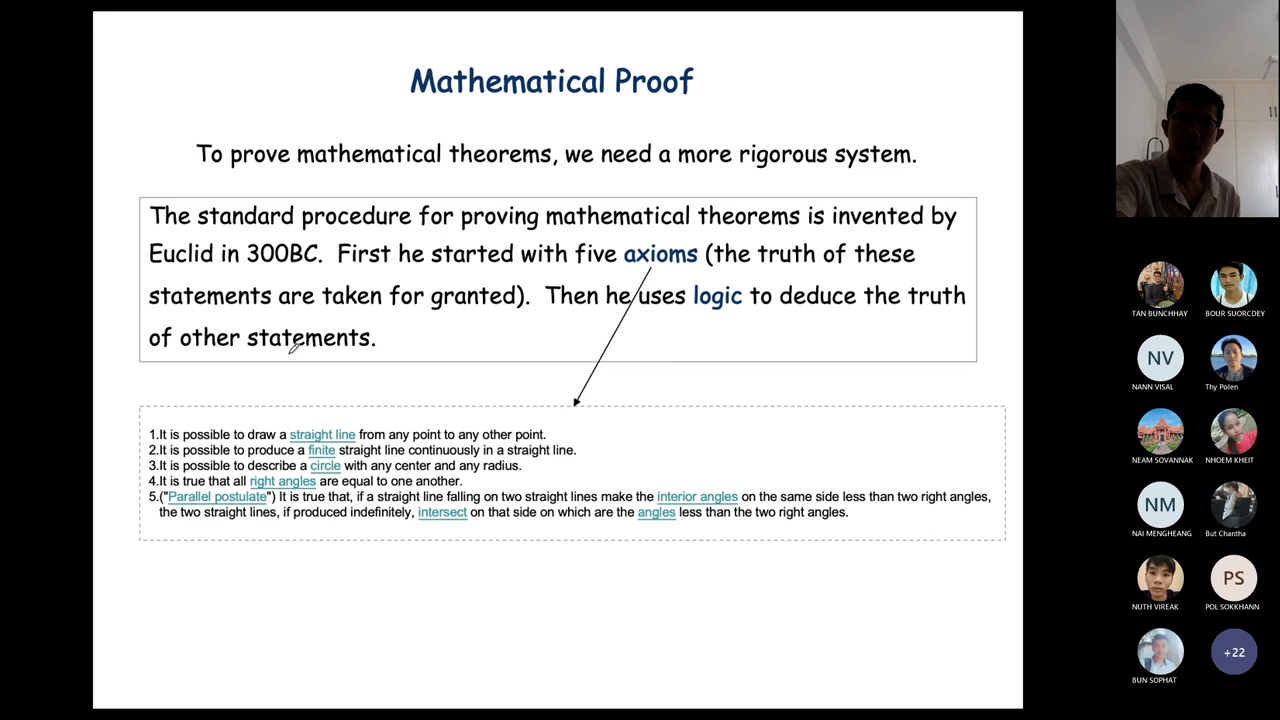 Mathematical Proof
To prove mathematical theorems, we need a more rigorous system.
The standard procedure for proving mathematical theorems is invented by
Euclid in 300BC. First he started with five axioms (the truth of these
statements are taken for granted). Then he uses logic to deduce the truth
of other statements.
1.It is possible to draw a straight line from any point to any other point.
2.It is possible to produce a finite straight line continuously in a straight line.
3.It is possible to describe a circle with any center and any radius.
4.It is true that all right angles are equal to one another.
5.("Parallel postulate") It is true that, if a straight line falling on two straight lines make the interior angles on the same side less than two right angles,
the two straight lines, if produced indefinitely, intersect on that side on which are the angles less than the two right angles.
TAN BUNCHHAY
BOUR SUORCDEY
NV
NANN VISAL
Thy Polen
NEAM SOVANNAK
NHOEM KHEIT
NM
NAI MENGHEANG
But Chantha
NUTH VIREAK
PS
POL SOKKHANN
BUN SOPHAT
+22